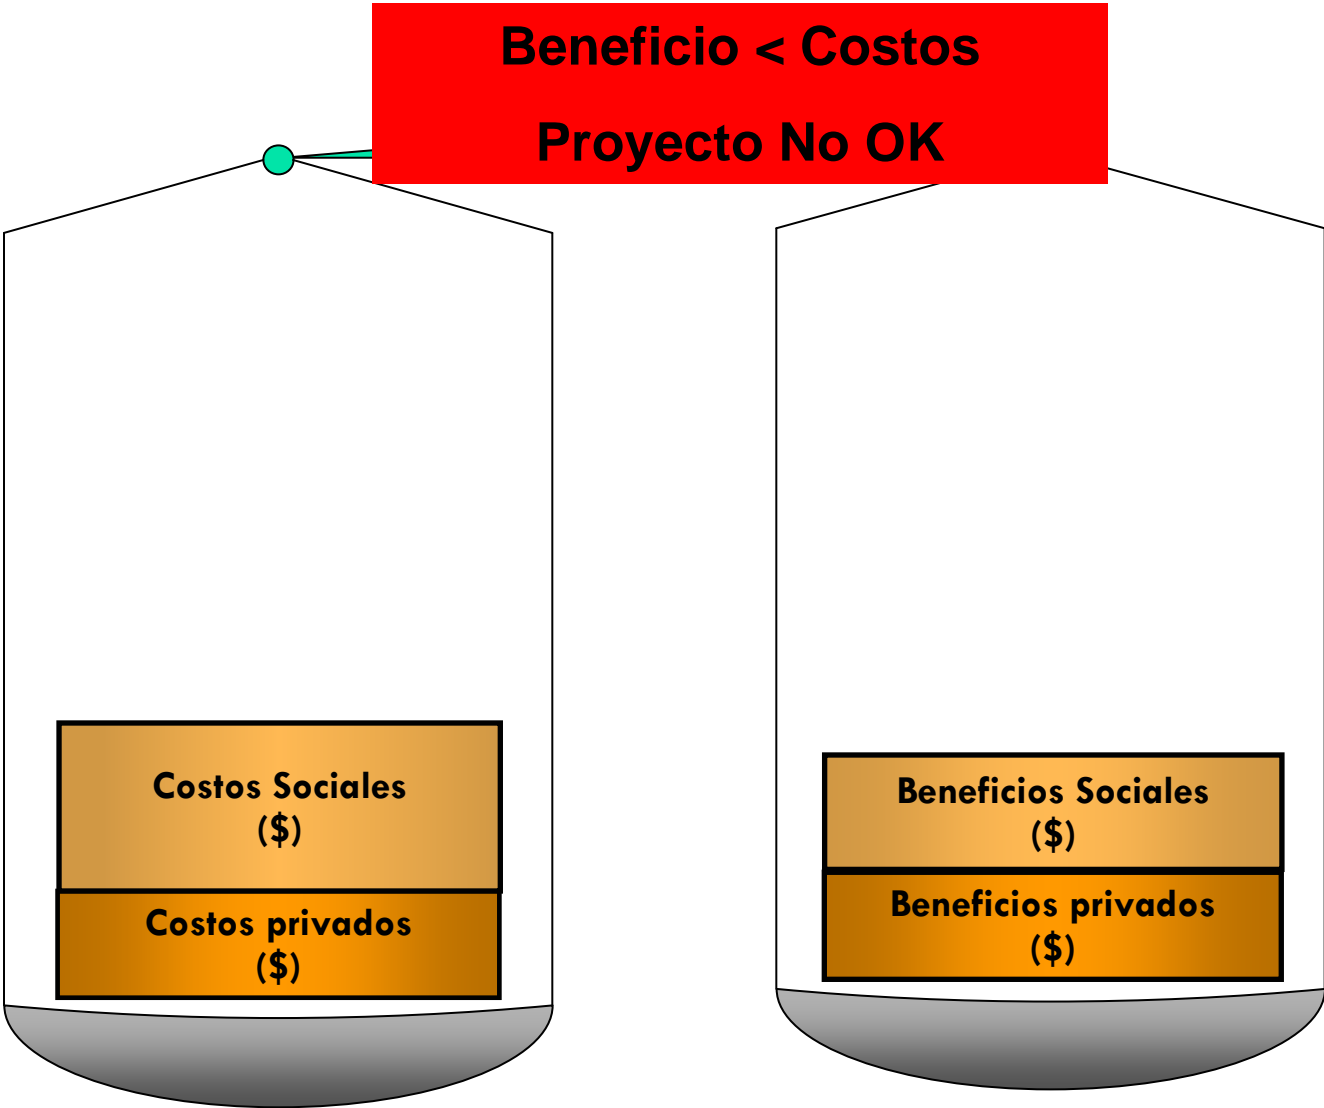 Beneficio < Costos
Proyecto No OK
Costos Sociales
($)
Costos privados
($)
Beneficios Sociales
($)
Beneficios privados
($)